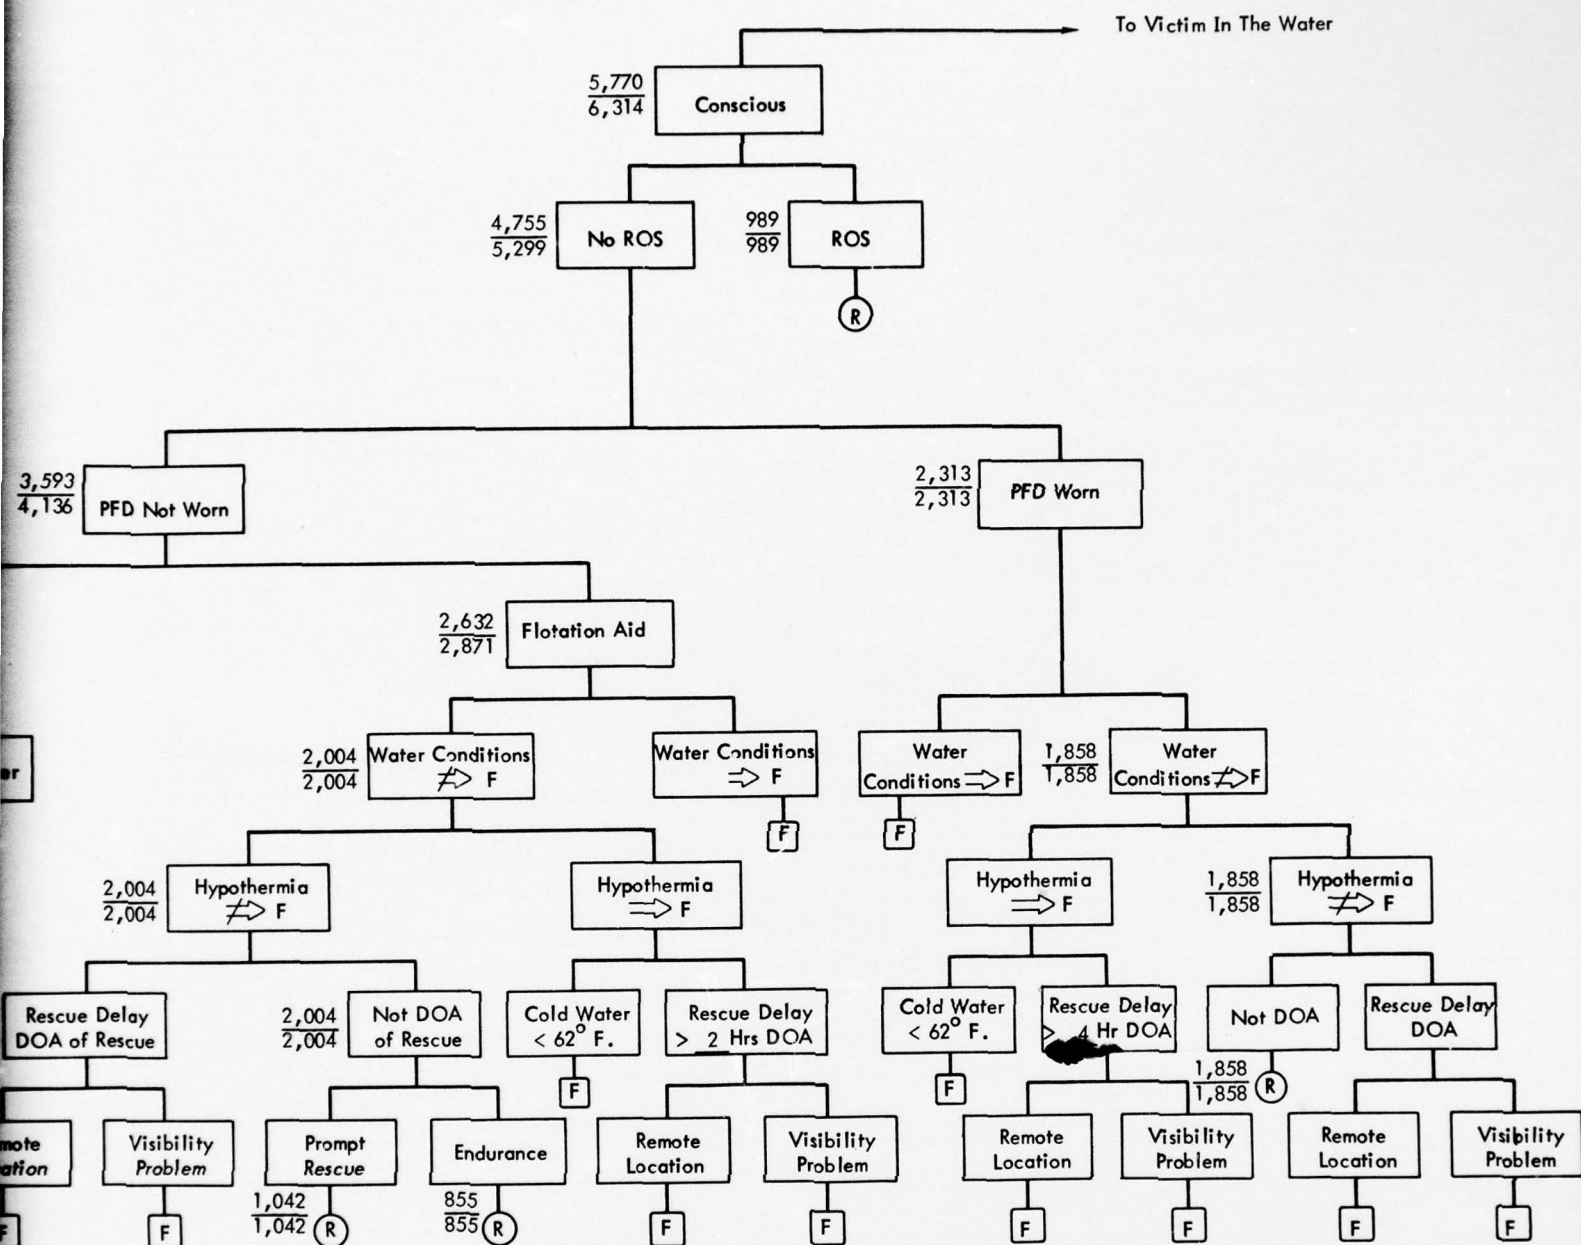 To Victim In The Water
5,770
6,314
Conscious
4,755
5,299
No ROS
989
989
ROS
R
3,593
4,136
PFD Not Worn
2,313
2,313
PFD Worn
2,632
2,871
Flotation Aid
er
2,004
2,004
Water Conditions
⇏ F
Water Conditions
⇒ F
F
Water
Conditions ⇒ F
F
1,858
1,858
Water
Conditions ⇏ F
2,004
2,004
Hypothermia
⇏ F
Hypothermia
⇒ F
Hypothermia
⇒ F
1,858
1,858
Hypothermia
⇏ F
Rescue Delay
DOA of Rescue
2,004
2,004
Not DOA
of Rescue
Cold Water
< 62° F.
F
Rescue Delay
> 2 Hrs DOA
Cold Water
< 62° F.
F
Rescue Delay
> 4 Hr DOA
Not DOA
1,858
1,858
R
Rescue Delay
DOA
mote
ation
F
Visibility
Problem
F
Prompt
Rescue
1,042
1,042
R
Endurance
855
855
R
Remote
Location
F
Visibility
Problem
F
Remote
Location
F
Visibility
Problem
F
Remote
Location
F
Visibility
Problem
F